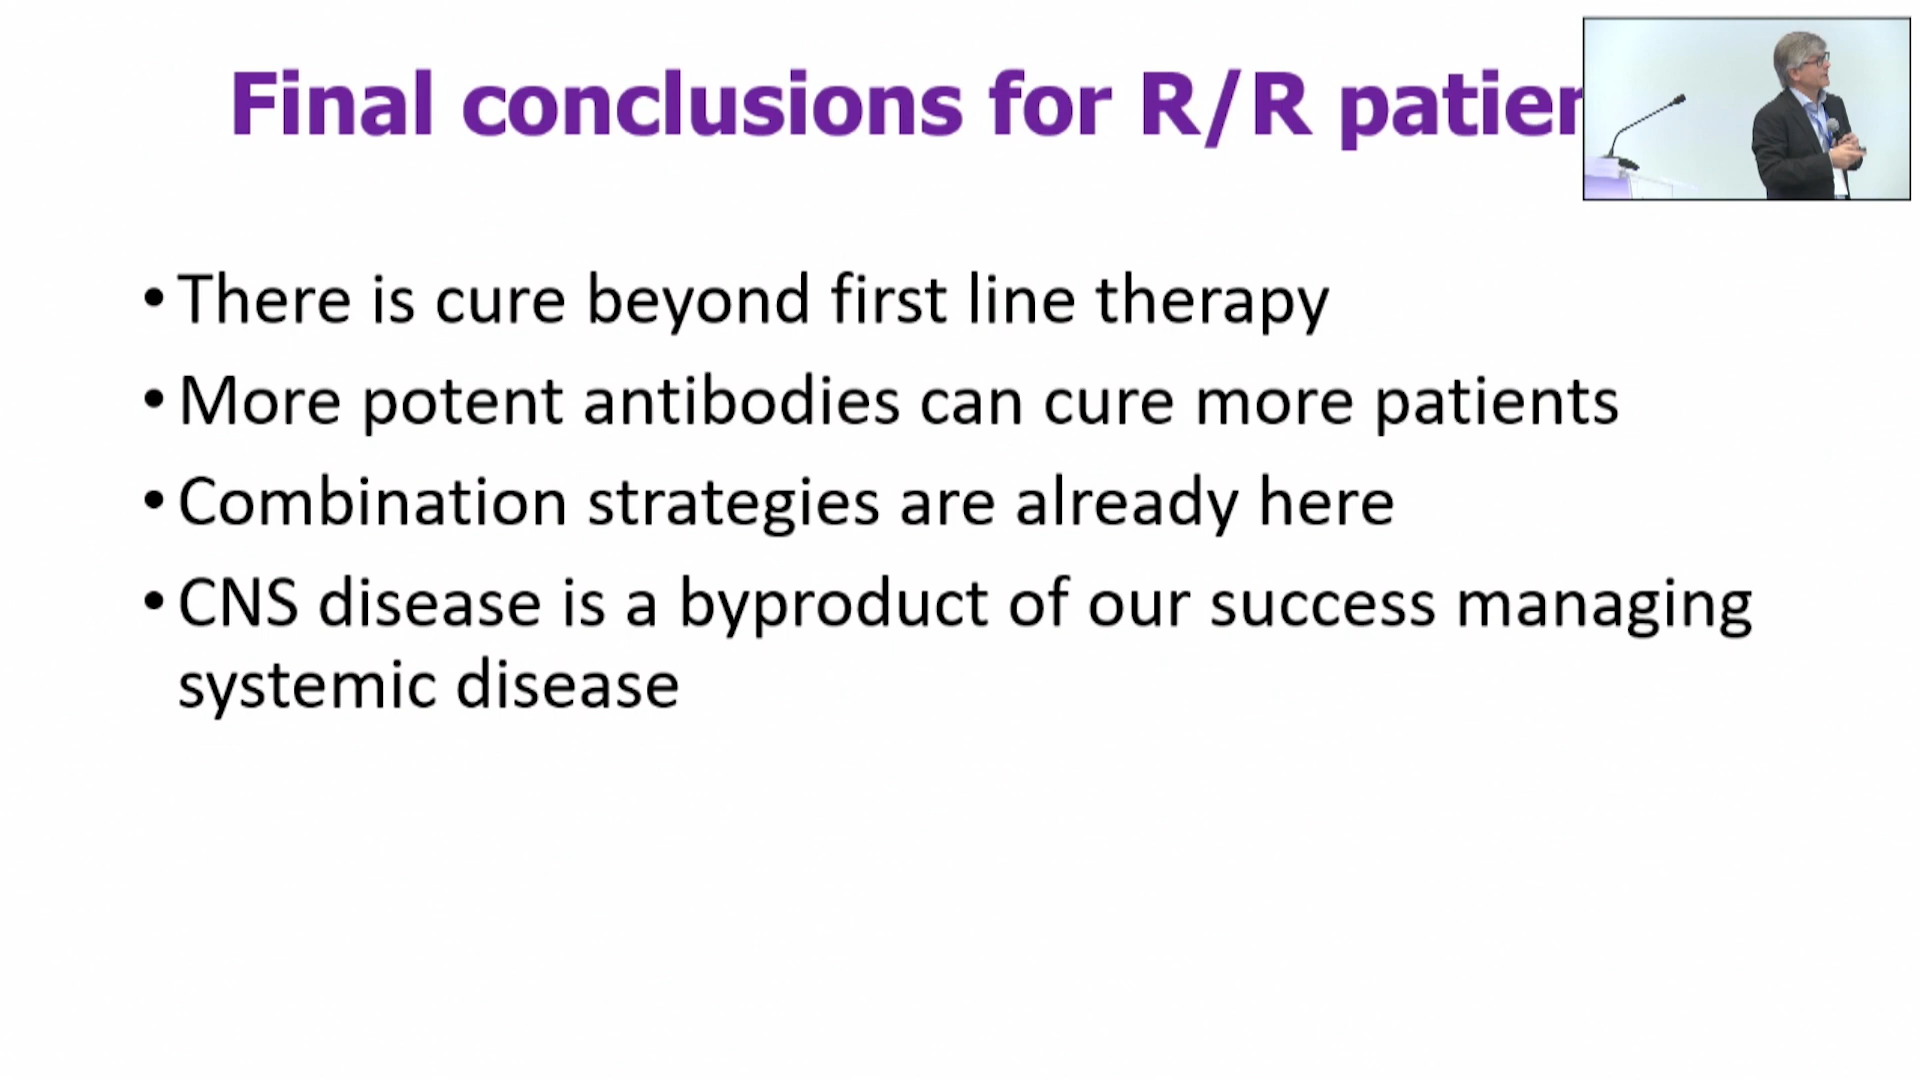 Final conclusions for R/R
• There is cure beyond first line therapy
• More potent antibodies can cure more patients
• Combination strategies are already here
• CNS disease is a byproduct of our success managing
systemic disease